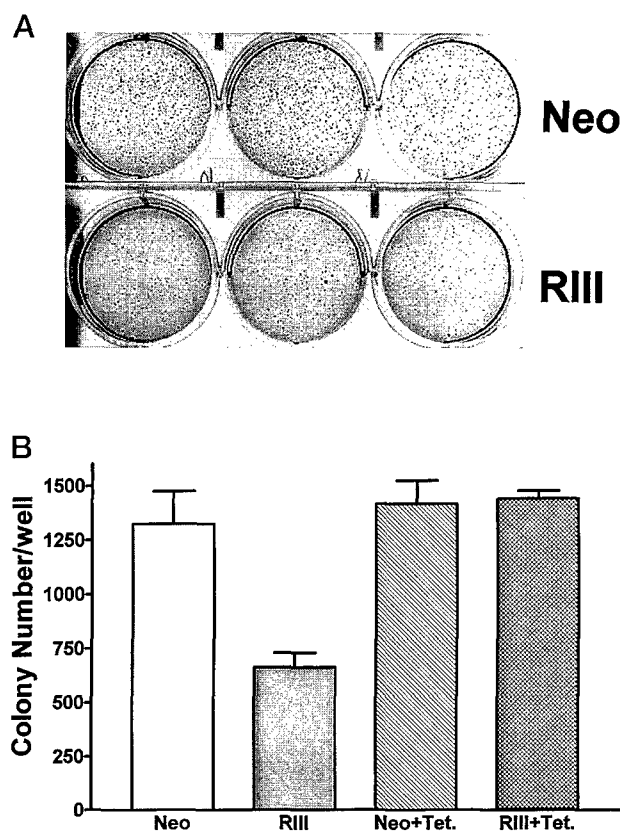 A
Neo
RIII
B
Colony Number/well
1500
1250
1000
750
500
250
0
Neo RIII Neo+Tet. RIII+Tet.